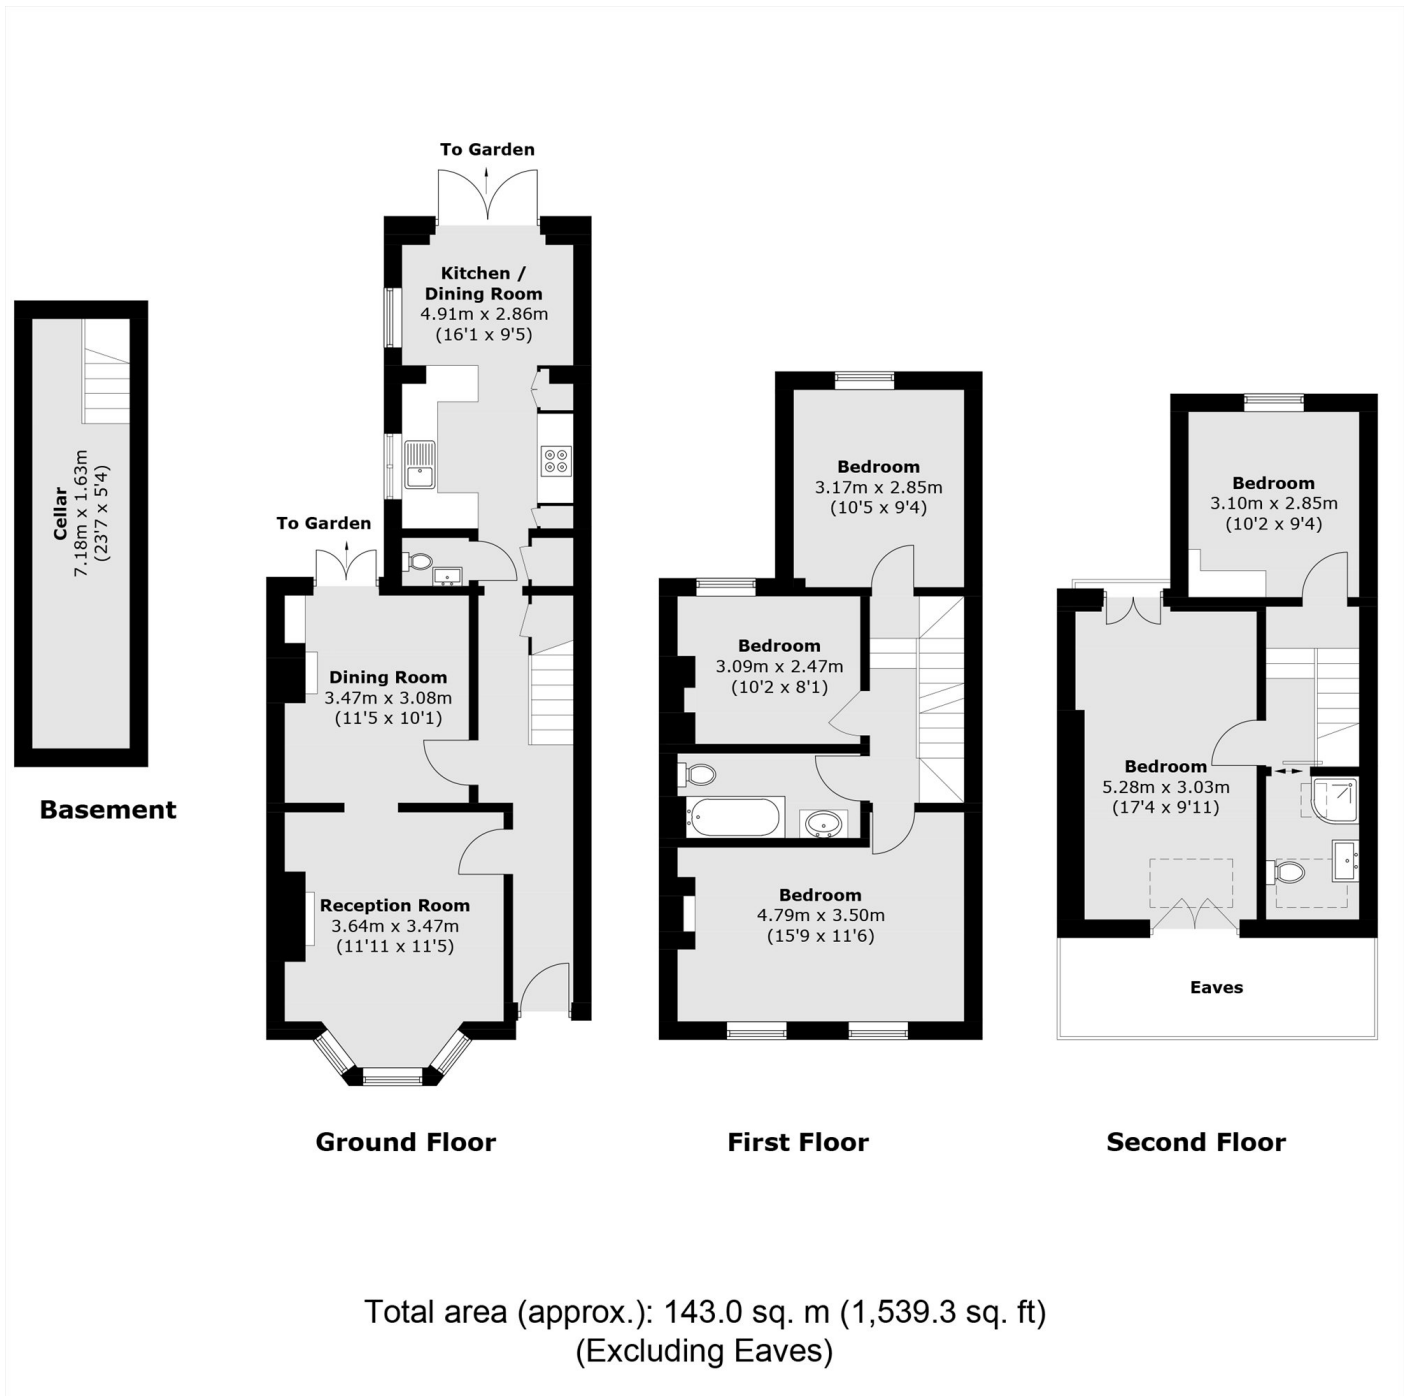 To Garden
Kitchen /
Dining Room
4.91m x 2.86m
(16'1 x 9'5)
Cellar
7.18m x 1.63m
(23'7 x 5'4)
Basement
To Garden
Dining Room
3.47m x 3.08m
(11'5 x 10'1)
Reception Room
3.64m x 3.47m
(11'11 x 11'5)
Ground Floor
Bedroom
3.17m x 2.85m
(10'5 x 9'4)
Bedroom
3.09m x 2.47m
(10'2 x 8'1)
Bedroom
4.79m x 3.50m
(15'9 x 11'6)
First Floor
Bedroom
3.10m x 2.85m
(10'2 x 9'4)
Bedroom
5.28m x 3.03m
(17'4 x 9'11)
Eaves
Second Floor
Total area (approx.): 143.0 sq. m (1,539.3 sq. ft)
(Excluding Eaves)